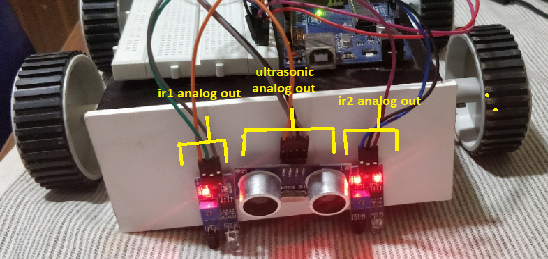 ultrasonic
analog out
ir1 analog out
ir2 analog out